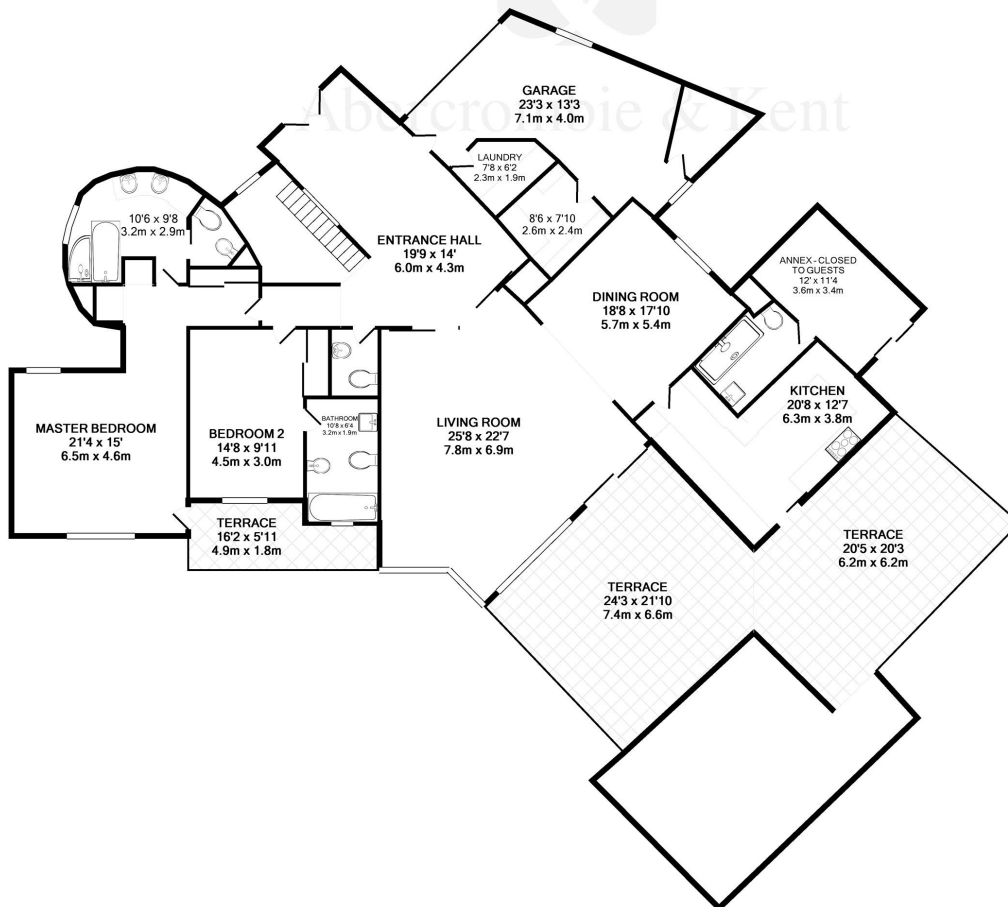 Abercrombie & Kent
GARAGE
23'3 x 13'3
7.1m x 4.0m
LAUNDRY
7'8 x 6'2
2.3m x 1.9m
10'6 x 9'8
3.2m x 2.9m
8'6 x 7'10
2.6m x 2.4m
ENTRANCE HALL
19'9 x 14'
6.0m x 4.3m
ANNEX - CLOSED
TO GUESTS
12' x 11'4
3.6m x 3.4m
DINING ROOM
18'8 x 17'10
5.7m x 5.4m
KITCHEN
20'8 x 12'7
6.3m x 3.8m
MASTER BEDROOM
21'4 x 15'
6.5m x 4.6m
BEDROOM 2
14'8 x 9'11
4.5m x 3.0m
BATHROOM
10'8 x 6'4
3.2m x 1.9m
LIVING ROOM
25'8 x 22'7
7.8m x 6.9m
TERRACE
16'2 x 5'11
4.9m x 1.8m
TERRACE
20'5 x 20'3
6.2m x 6.2m
TERRACE
24'3 x 21'10
7.4m x 6.6m